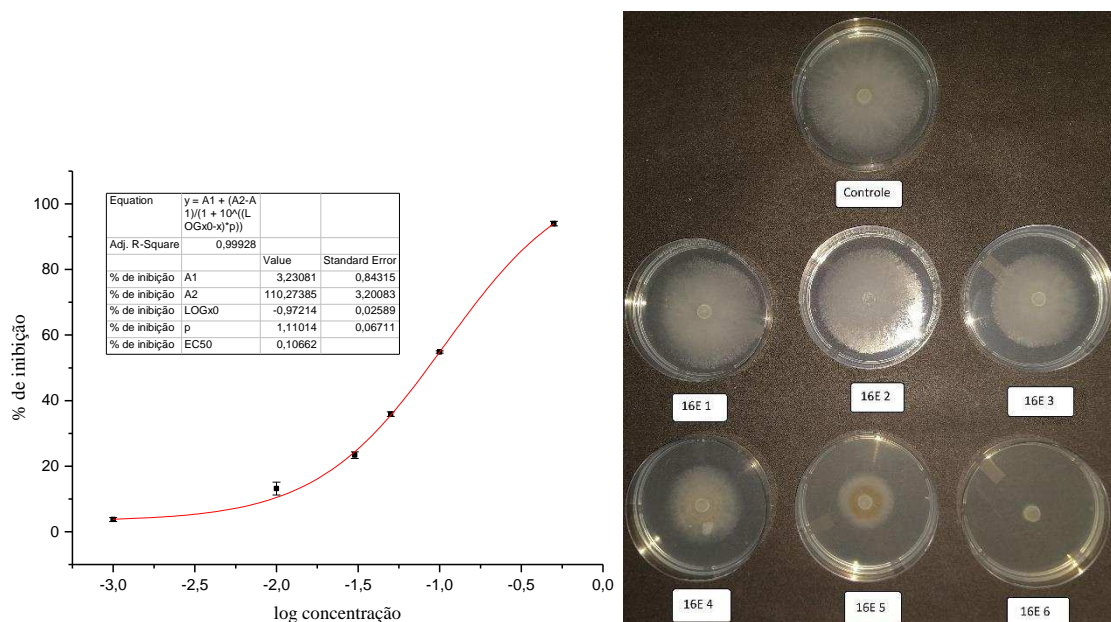 Equation y = A1 + (A2-A
1)/(1 + 10^((L
OGx0-x)*p))
Adj. R-Square 0,99928
Value Standard Error
% de inibição A1 3,23081 0,84315
% de inibição A2 110,27385 3,20083
% de inibição LOGx0 -0,97214 0,02589
% de inibição p 1,11014 0,06711
% de inibição EC50 0,10662
100
80
60
40
20
0
% de inibição
-3,0 -2,5 -2,0 -1,5 -1,0 -0,5 0,0
log concentração
Controle
16E 1 16E 2 16E 3
16E 4 16E 5 16E 6